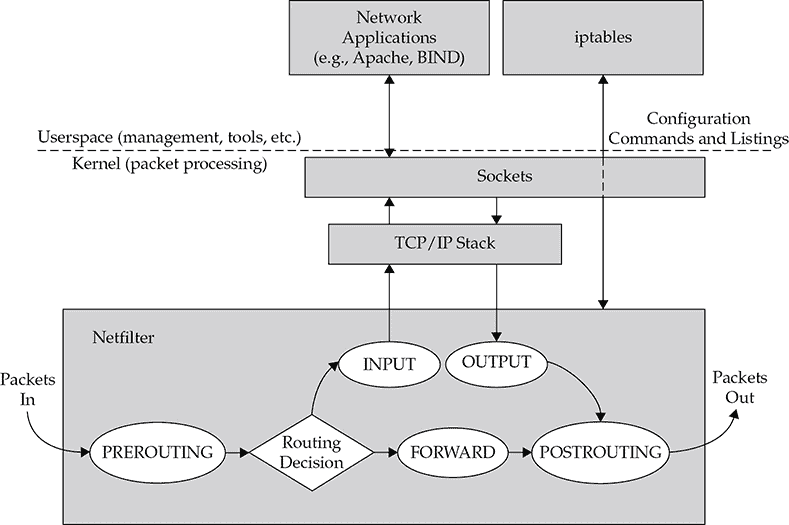 Network
Applications
(e.g., Apache, BIND)
iptables
Configuration
Commands and Listings
Userspace (management, tools, etc.)
Kernel (packet processing)
Sockets
TCP/IP Stack
Netfilter
INPUT
OUTPUT
Packets
In
Packets
Out
PREROUTING
Routing
Decision
FORWARD
POSTROUTING